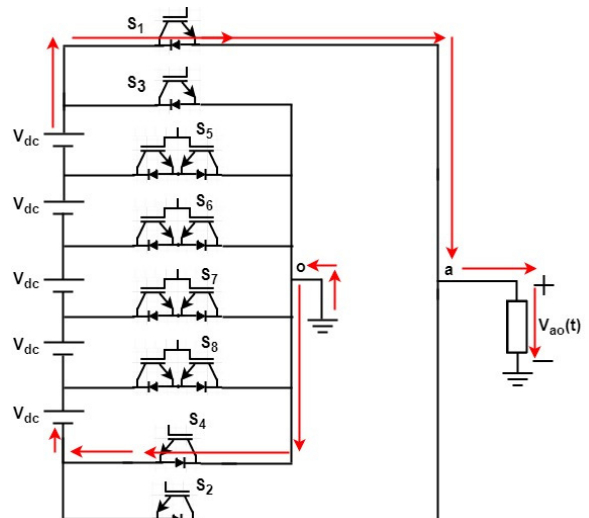 S1
S3
Vdc
S5
Vdc
S6
o
a
Vdc
S7
+
Vao(t)
Vdc
S8
−
Vdc
S4
S2